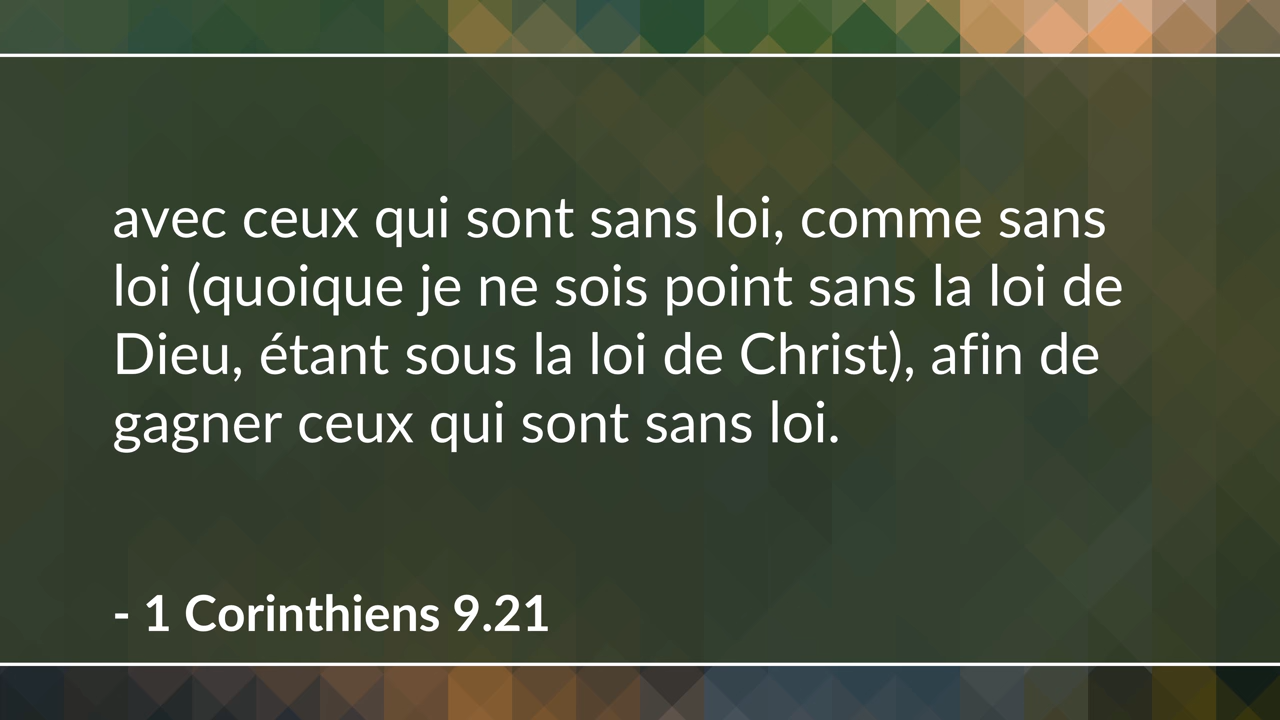 avec ceux qui sont sans loi, comme sans
loi (quoique je ne sois point sans la loi de
Dieu, étant sous la loi de Christ), afin de
gagner ceux qui sont sans loi.
- 1 Corinthiens 9.21